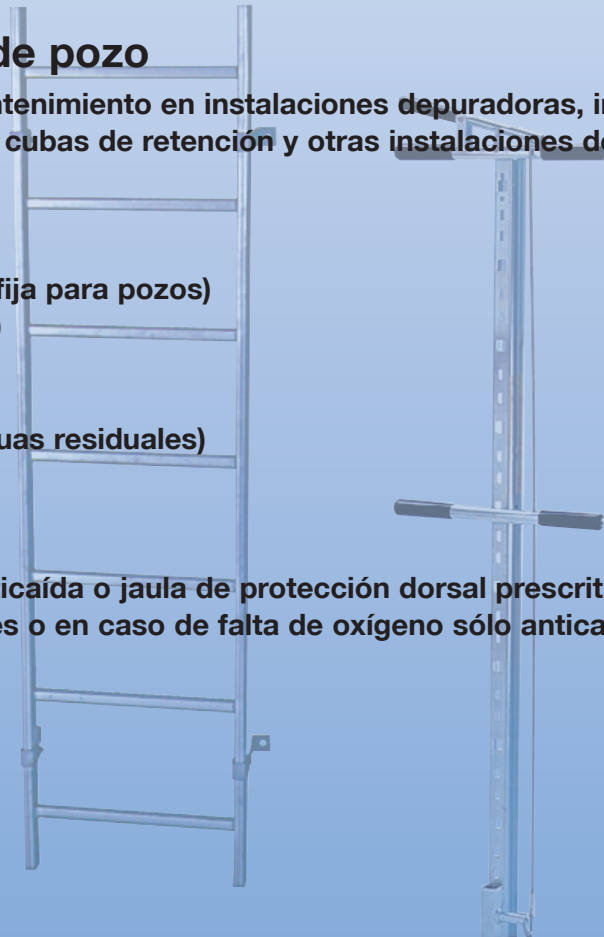 de pozo
ntenimiento en instalaciones depuradoras, in
cubas de retención y otras instalaciones de
fija para pozos)
)
uas residuales)
ticaída o jaula de protección dorsal prescrit
es o en caso de falta de oxígeno sólo antica